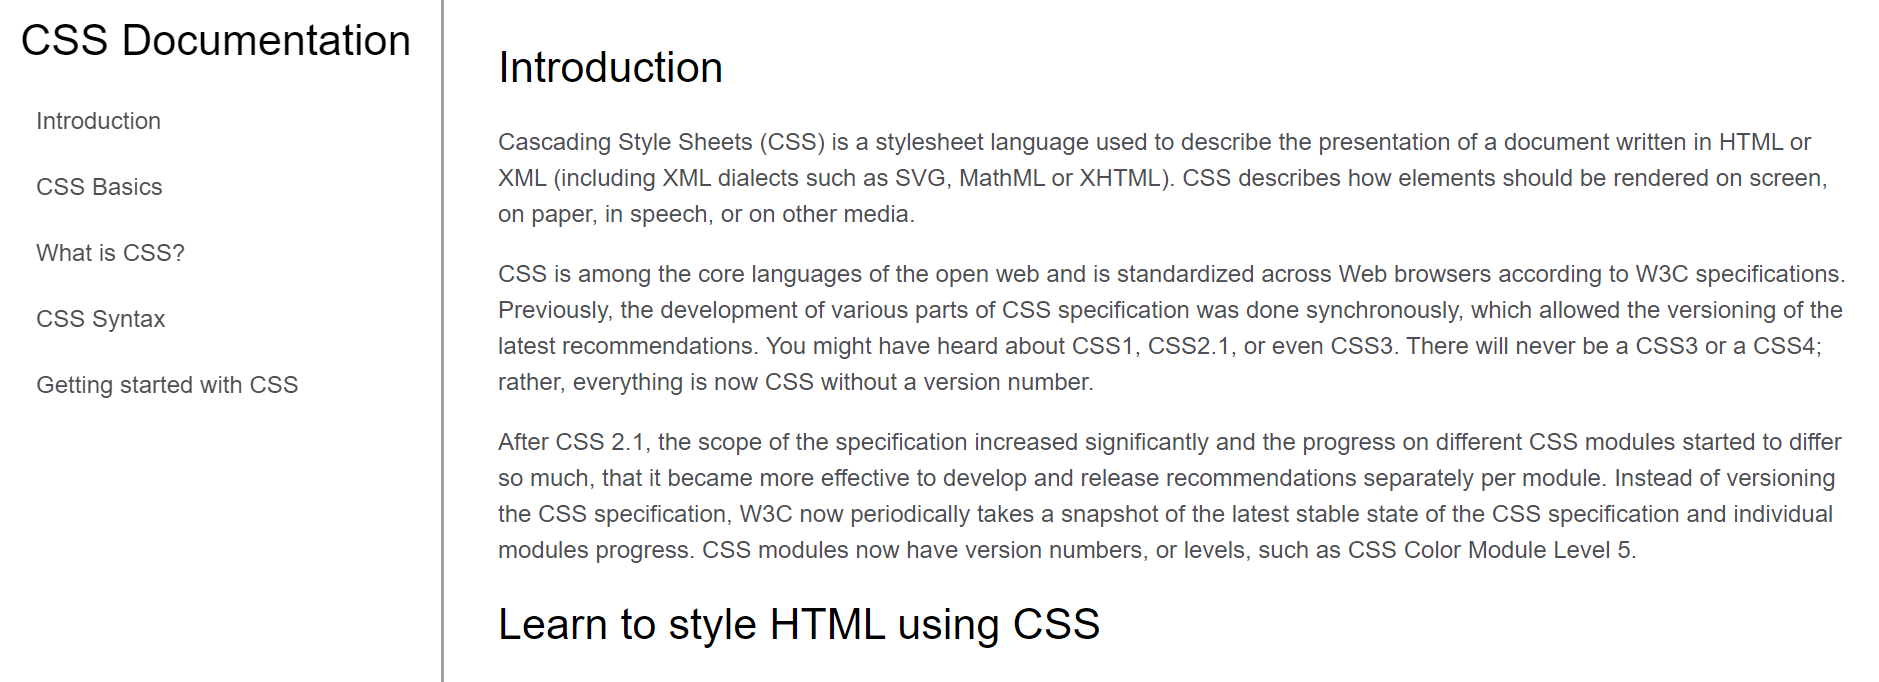 CSS Documentation
Introduction
CSS Basics
What is CSS?
CSS Syntax
Getting started with CSS
Introduction
Cascading Style Sheets (CSS) is a stylesheet language used to describe the presentation of a document written in HTML or
XML (including XML dialects such as SVG, MathML or XHTML). CSS describes how elements should be rendered on screen,
on paper, in speech, or on other media.
CSS is among the core languages of the open web and is standardized across Web browsers according to W3C specifications.
Previously, the development of various parts of CSS specification was done synchronously, which allowed the versioning of the
latest recommendations. You might have heard about CSS1, CSS2.1, or even CSS3. There will never be a CSS3 or a CSS4;
rather, everything is now CSS without a version number.
After CSS 2.1, the scope of the specification increased significantly and the progress on different CSS modules started to differ
so much, that it became more effective to develop and release recommendations separately per module. Instead of versioning
the CSS specification, W3C now periodically takes a snapshot of the latest stable state of the CSS specification and individual
modules progress. CSS modules now have version numbers, or levels, such as CSS Color Module Level 5.
Learn to style HTML using CSS